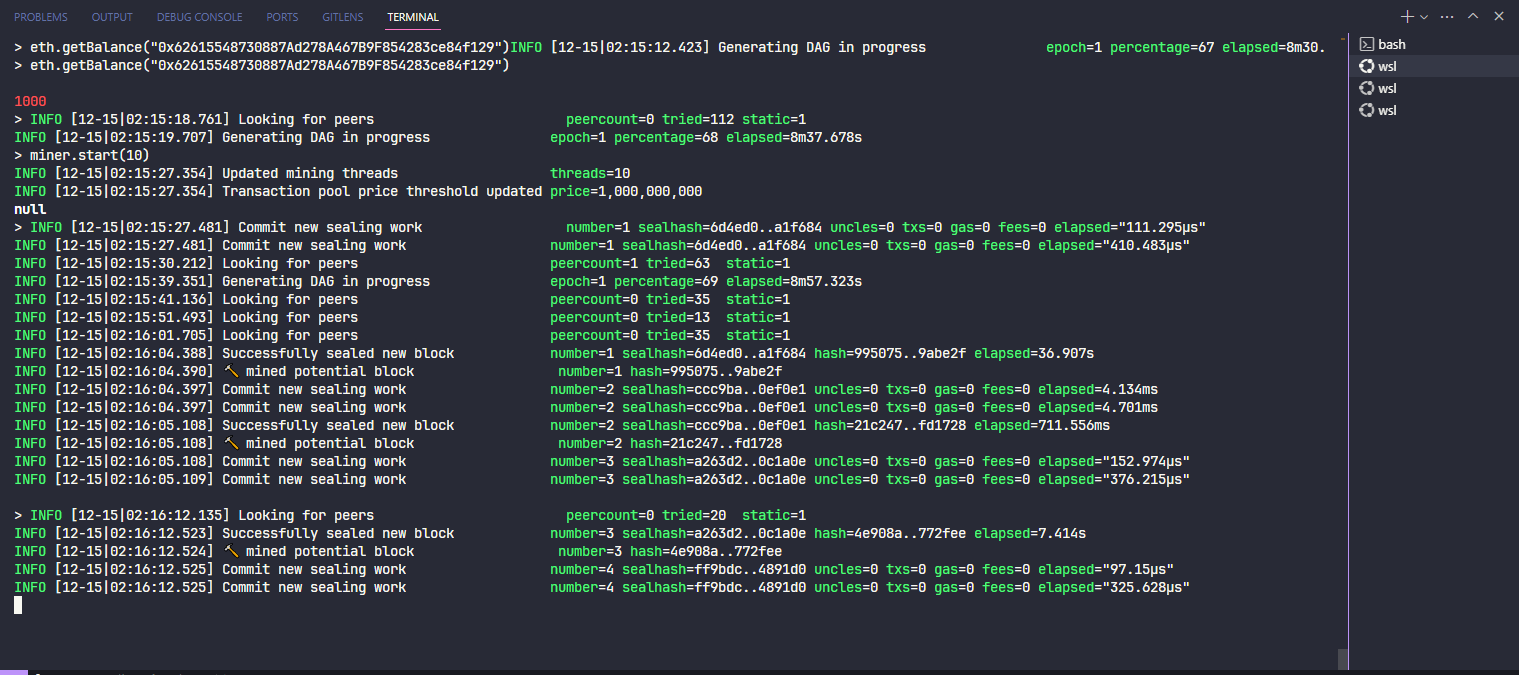 PROBLEMS OUTPUT DEBUG CONSOLE PORTS GITLENS TERMINAL
> eth.getBalance("0x62615548730887Ad278A467B9F854283ce84f129")INFO [12-15|02:15:12.423] Generating DAG in progress epoch=1 percentage=67 elapsed=8m30.
> eth.getBalance("0x62615548730887Ad278A467B9F854283ce84f129")
1000
> INFO [12-15|02:15:18.761] Looking for peers peercount=0 tried=112 static=1
INFO [12-15|02:15:19.707] Generating DAG in progress epoch=1 percentage=68 elapsed=8m37.678s
> miner.start(10)
INFO [12-15|02:15:27.354] Updated mining threads threads=10
INFO [12-15|02:15:27.354] Transaction pool price threshold updated price=1,000,000,000
null
> INFO [12-15|02:15:27.481] Commit new sealing work number=1 sealhash=6d4ed0..a1f684 uncles=0 txs=0 gas=0 fees=0 elapsed="111.295µs"
INFO [12-15|02:15:27.481] Commit new sealing work number=1 sealhash=6d4ed0..a1f684 uncles=0 txs=0 gas=0 fees=0 elapsed="410.483µs"
INFO [12-15|02:15:30.212] Looking for peers peercount=1 tried=63 static=1
INFO [12-15|02:15:39.351] Generating DAG in progress epoch=1 percentage=69 elapsed=8m57.323s
INFO [12-15|02:15:41.136] Looking for peers peercount=0 tried=35 static=1
INFO [12-15|02:15:51.493] Looking for peers peercount=0 tried=13 static=1
INFO [12-15|02:16:01.705] Looking for peers peercount=0 tried=35 static=1
INFO [12-15|02:16:04.388] Successfully sealed new block number=1 sealhash=6d4ed0..a1f684 hash=995075..9abe2f elapsed=36.907s
INFO [12-15|02:16:04.390] 🔨 mined potential block number=1 hash=995075..9abe2f
INFO [12-15|02:16:04.397] Commit new sealing work number=2 sealhash=ccc9ba..0ef0e1 uncles=0 txs=0 gas=0 fees=0 elapsed=4.134ms
INFO [12-15|02:16:04.397] Commit new sealing work number=2 sealhash=ccc9ba..0ef0e1 uncles=0 txs=0 gas=0 fees=0 elapsed=4.701ms
INFO [12-15|02:16:05.108] Successfully sealed new block number=2 sealhash=ccc9ba..0ef0e1 hash=21c247..fd1728 elapsed=711.556ms
INFO [12-15|02:16:05.108] 🔨 mined potential block number=2 hash=21c247..fd1728
INFO [12-15|02:16:05.108] Commit new sealing work number=3 sealhash=a263d2..0c1a0e uncles=0 txs=0 gas=0 fees=0 elapsed="152.974µs"
INFO [12-15|02:16:05.109] Commit new sealing work number=3 sealhash=a263d2..0c1a0e uncles=0 txs=0 gas=0 fees=0 elapsed="376.215µs"
> INFO [12-15|02:16:12.135] Looking for peers peercount=0 tried=20 static=1
INFO [12-15|02:16:12.523] Successfully sealed new block number=3 sealhash=a263d2..0c1a0e hash=4e908a..772fee elapsed=7.414s
INFO [12-15|02:16:12.524] 🔨 mined potential block number=3 hash=4e908a..772fee
INFO [12-15|02:16:12.525] Commit new sealing work number=4 sealhash=ff9bdc..4891d0 uncles=0 txs=0 gas=0 fees=0 elapsed="97.15µs"
INFO [12-15|02:16:12.525] Commit new sealing work number=4 sealhash=ff9bdc..4891d0 uncles=0 txs=0 gas=0 fees=0 elapsed="325.628µs"
bash
wsl
wsl
wsl